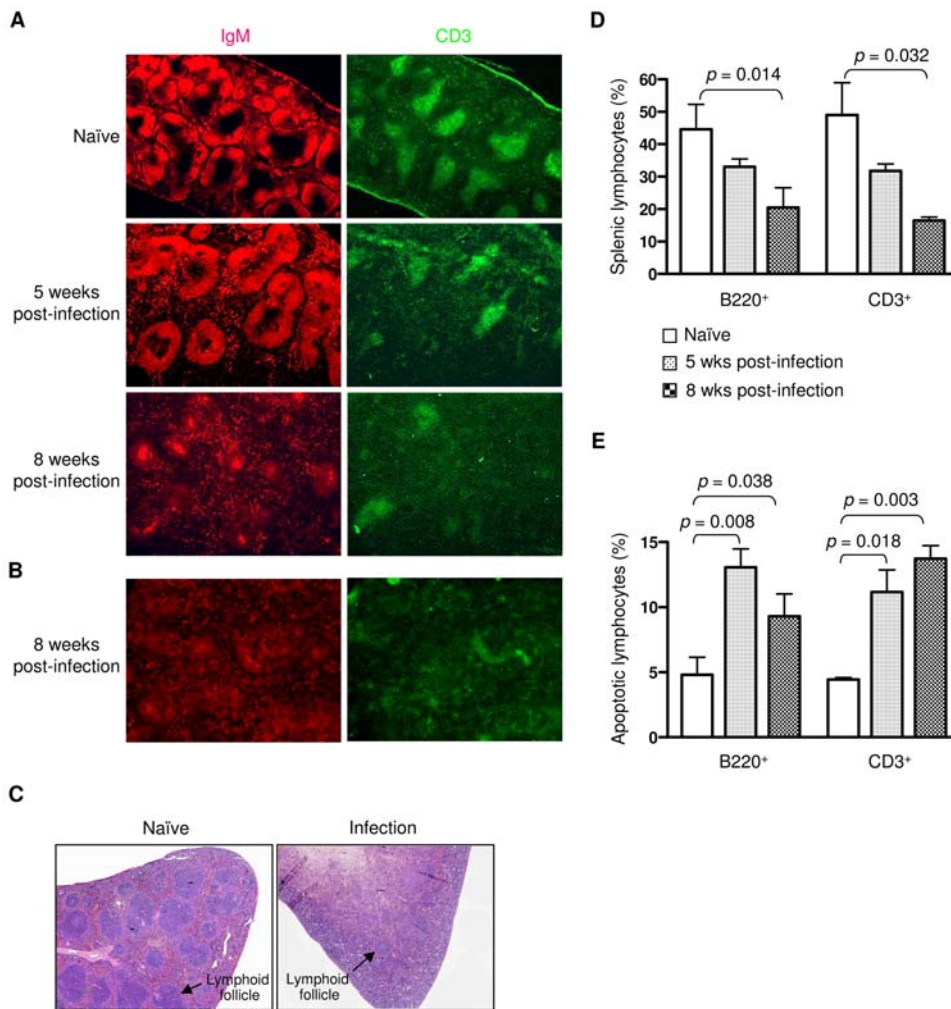 A
IgM
CD3
Naïve
5 weeks
post-infection
8 weeks
post-infection
B
8 weeks
post-infection
C
Naïve
Infection
Lymphoid
follicle
Lymphoid
follicle
D
p = 0.014
p = 0.032
Splenic lymphocytes (%)
60
50
40
30
20
10
0
B220+
CD3+
Naïve
5 wks post-infection
8 wks post-infection
E
p = 0.038
p = 0.008
p = 0.003
p = 0.018
Apoptotic lymphocytes (%)
15
10
5
0
B220+
CD3+